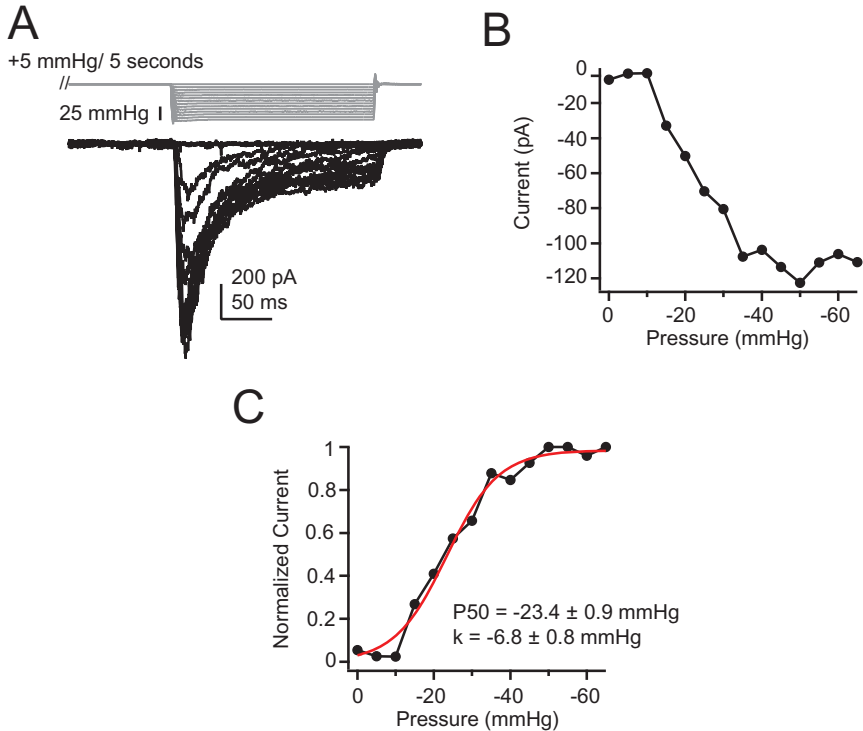 A
+5 mmHg/ 5 seconds
//
25 mmHg
200 pA
50 ms
B
Current (pA)
0
-20
-40
-60
-80
-100
-120
0
-20
-40
-60
Pressure (mmHg)
C
Normalized Current
1
0.8
0.6
0.4
0.2
0
P50 = -23.4 ± 0.9 mmHg
k = -6.8 ± 0.8 mmHg
0
-20
-40
-60
Pressure (mmHg)